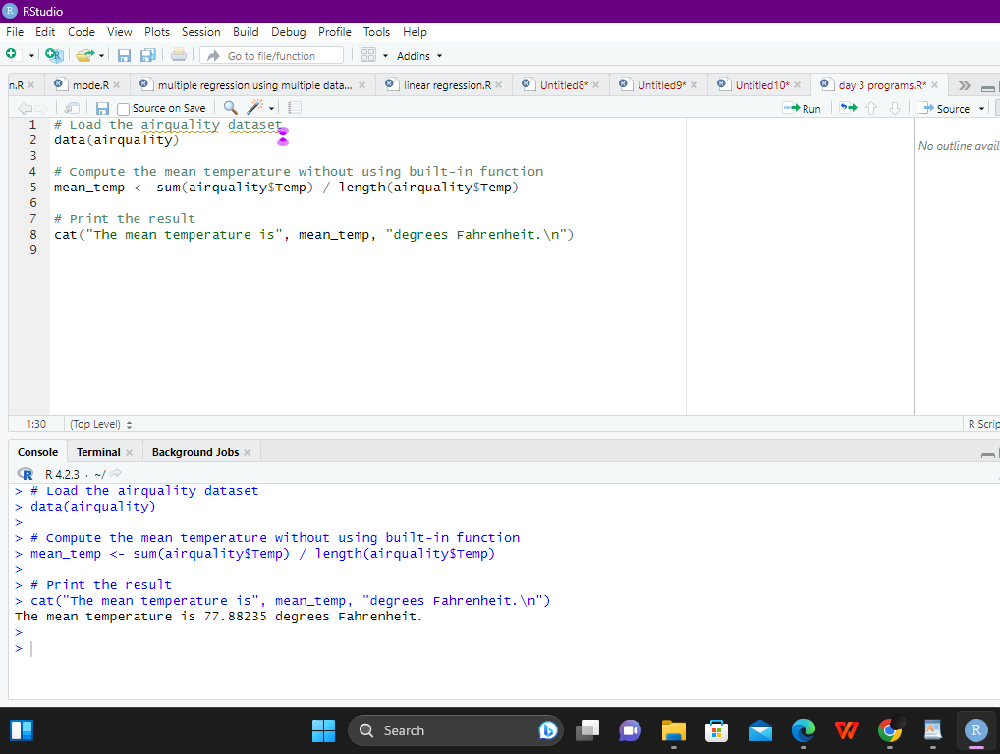 RStudio
File Edit Code View Plots Session Build Debug Profile Tools Help
Go to file/function Addins
n.R mode.R multiple regression using multiple data... linear regression.R Untitled8* Untitled9* Untitled10* day 3 programs.R*
Source on Save Run Source
1 # Load the airquality dataset
2 data(airquality)
3
4 # Compute the mean temperature without using built-in function
5 mean_temp <- sum(airquality$Temp) / length(airquality$Temp)
6
7 # Print the result
8 cat("The mean temperature is", mean_temp, "degrees Fahrenheit.\n")
9
No outline avail
1:30 (Top Level) R Scrip
Console Terminal Background Jobs
R R 4.2.3 · ~/
> # Load the airquality dataset
> data(airquality)
>
> # Compute the mean temperature without using built-in function
> mean_temp <- sum(airquality$Temp) / length(airquality$Temp)
>
> # Print the result
> cat("The mean temperature is", mean_temp, "degrees Fahrenheit.\n")
The mean temperature is 77.88235 degrees Fahrenheit.
>
>
Search